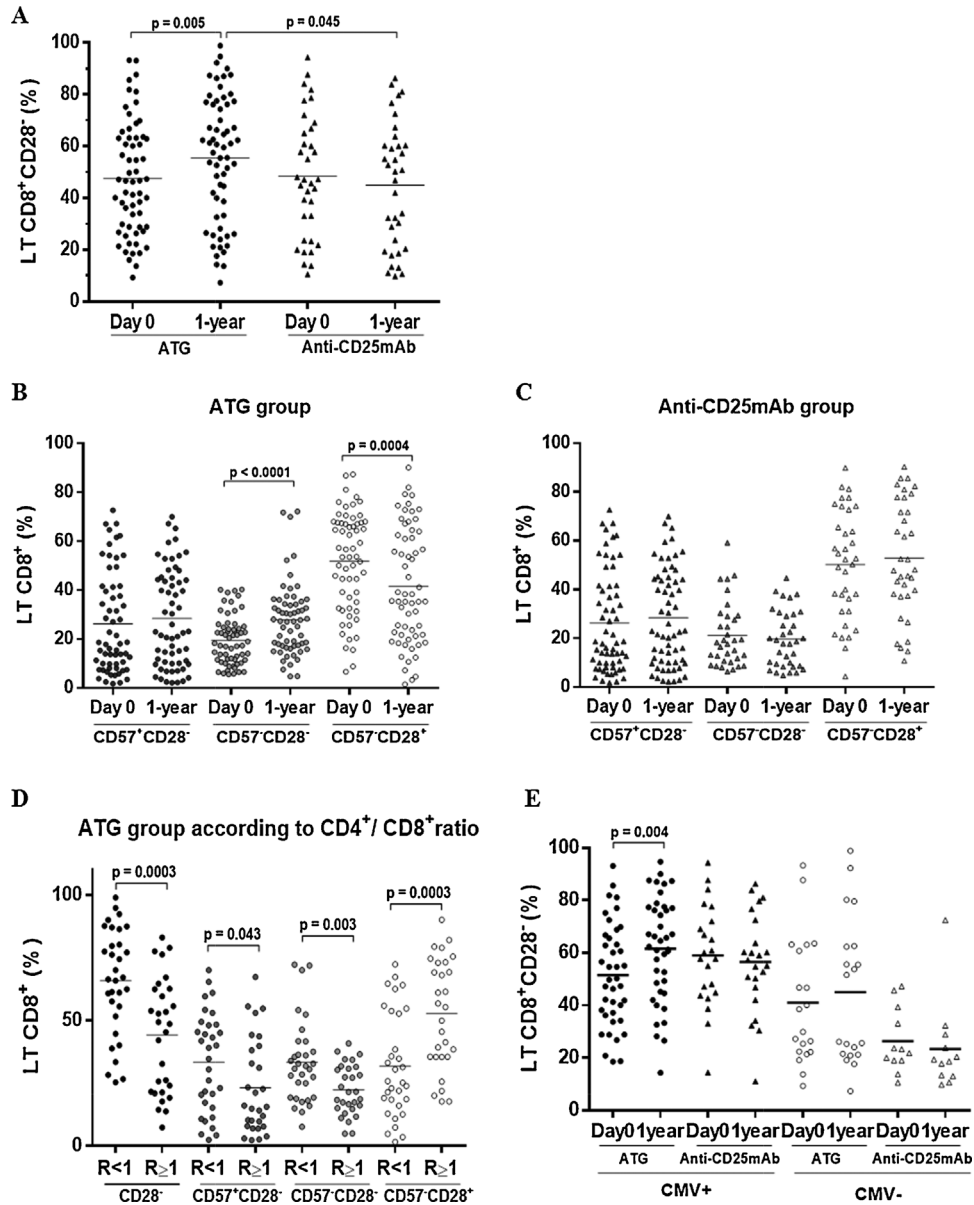 A
p = 0.005
p = 0.045
LT CD8+CD28- (%)
100
80
60
40
20
0
Day 0
1-year
Day 0
1-year
ATG
Anti-CD25mAb
B
ATG group
p < 0.0001
p = 0.0004
LT CD8+ (%)
100
80
60
40
20
0
Day 0
1-year
Day 0
1-year
Day 0
1-year
CD57+CD28-
CD57-CD28-
CD57-CD28+
C
Anti-CD25mAb group
LT CD8+ (%)
100
80
60
40
20
0
Day 0
1-year
Day 0
1-year
Day 0
1-year
CD57+CD28-
CD57-CD28-
CD57-CD28+
D
ATG group according to CD4+/ CD8+ratio
p = 0.0003
p = 0.043
p = 0.003
p = 0.0003
LT CD8+ (%)
100
50
0
R<1
R≥1
R<1
R≥1
R<1
R≥1
R<1
R≥1
CD28-
CD57+CD28-
CD57-CD28-
CD57-CD28+
E
p = 0.004
LT CD8+CD28- (%)
100
80
60
40
20
0
Day0
1year
Day0
1year
Day0
1year
Day0
1year
ATG
Anti-CD25mAb
ATG
Anti-CD25mAb
CMV+
CMV-